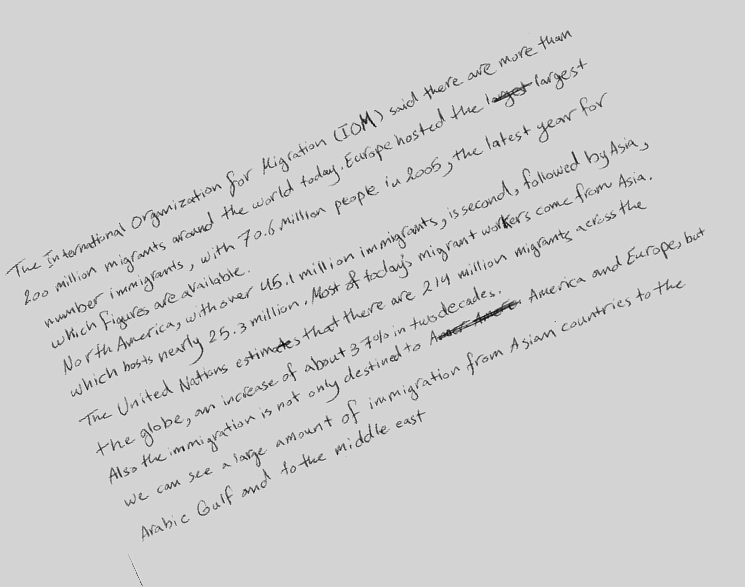 The International Organization for Migration (IOM) said there are more than
200 million migrants around the world today. Europe hosted the largest
number immigrants, with 70.6 million people in 2005, the latest year for
which figures are available.
North America, with over 45.1 million immigrants, is second, followed by Asia,
which hosts nearly 25.3 million. Most of today's migrant workers come from Asia.
The United Nations estimates that there are 214 million migrants across the
the globe, an increase of about 37% in two decades.
Also the immigration is not only destined to America and Europe, but
we can see a large amount of immigration from Asian countries to the
Arabic Gulf and to the middle east